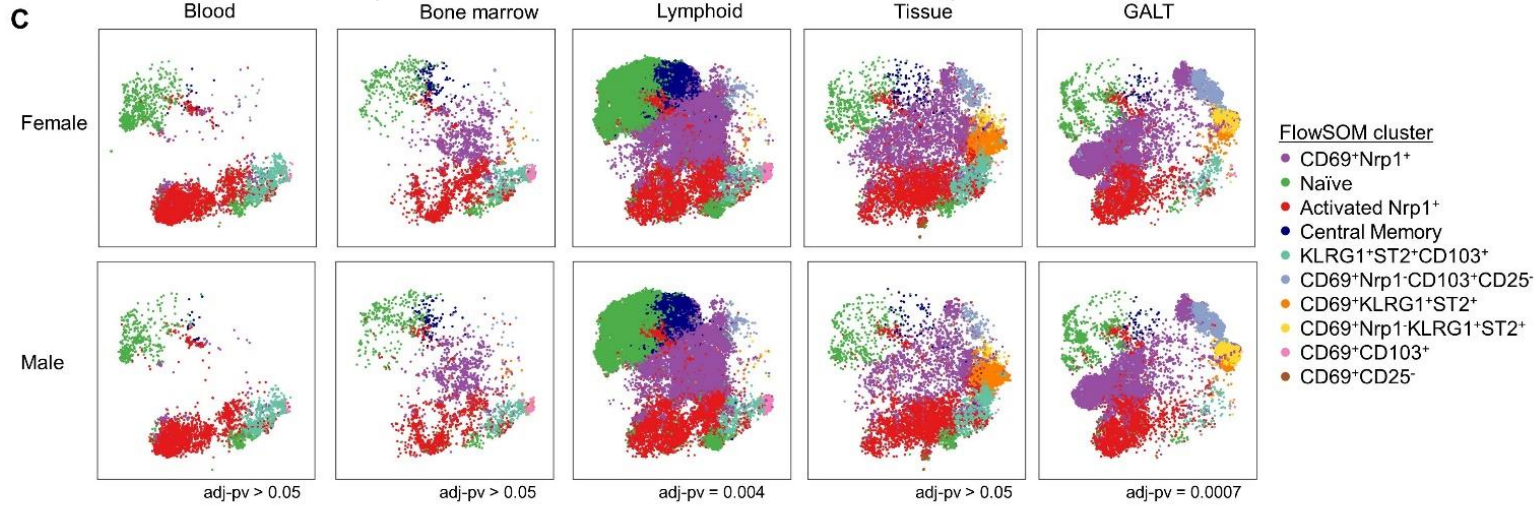 C
Blood
Bone marrow
Lymphoid
Tissue
GALT
Female
Male
adj-pv > 0.05
adj-pv > 0.05
adj-pv = 0.004
adj-pv > 0.05
adj-pv = 0.0007
FlowSOM cluster
CD69⁺Nrp1⁺
Naïve
Activated Nrp1⁺
Central Memory
KLRG1⁺ST2⁺CD103⁺
CD69⁺Nrp1⁻CD103⁺CD25⁻
CD69⁺KLRG1⁺ST2⁺
CD69⁺Nrp1⁻KLRG1⁺ST2⁺
CD69⁺CD103⁺
CD69⁺CD25⁻